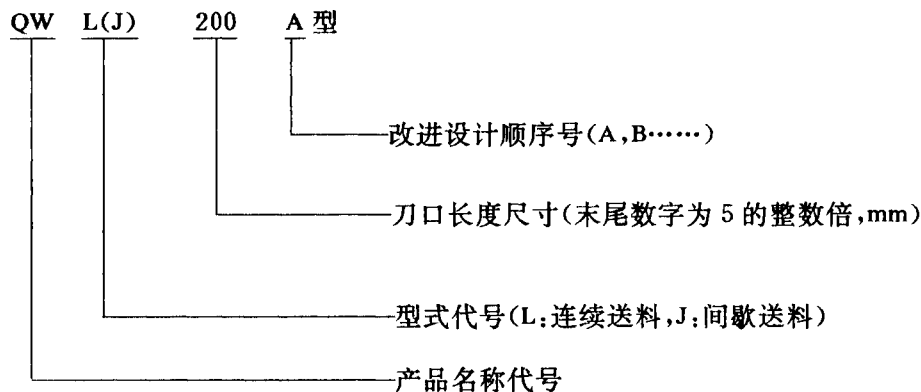 QW L(J) 200 A 型
改进设计顺序号(A,B……)
刀口长度尺寸(末尾数字为 5 的整数倍,mm)
型式代号(L:连续送料,J:间歇送料)
产品名称代号